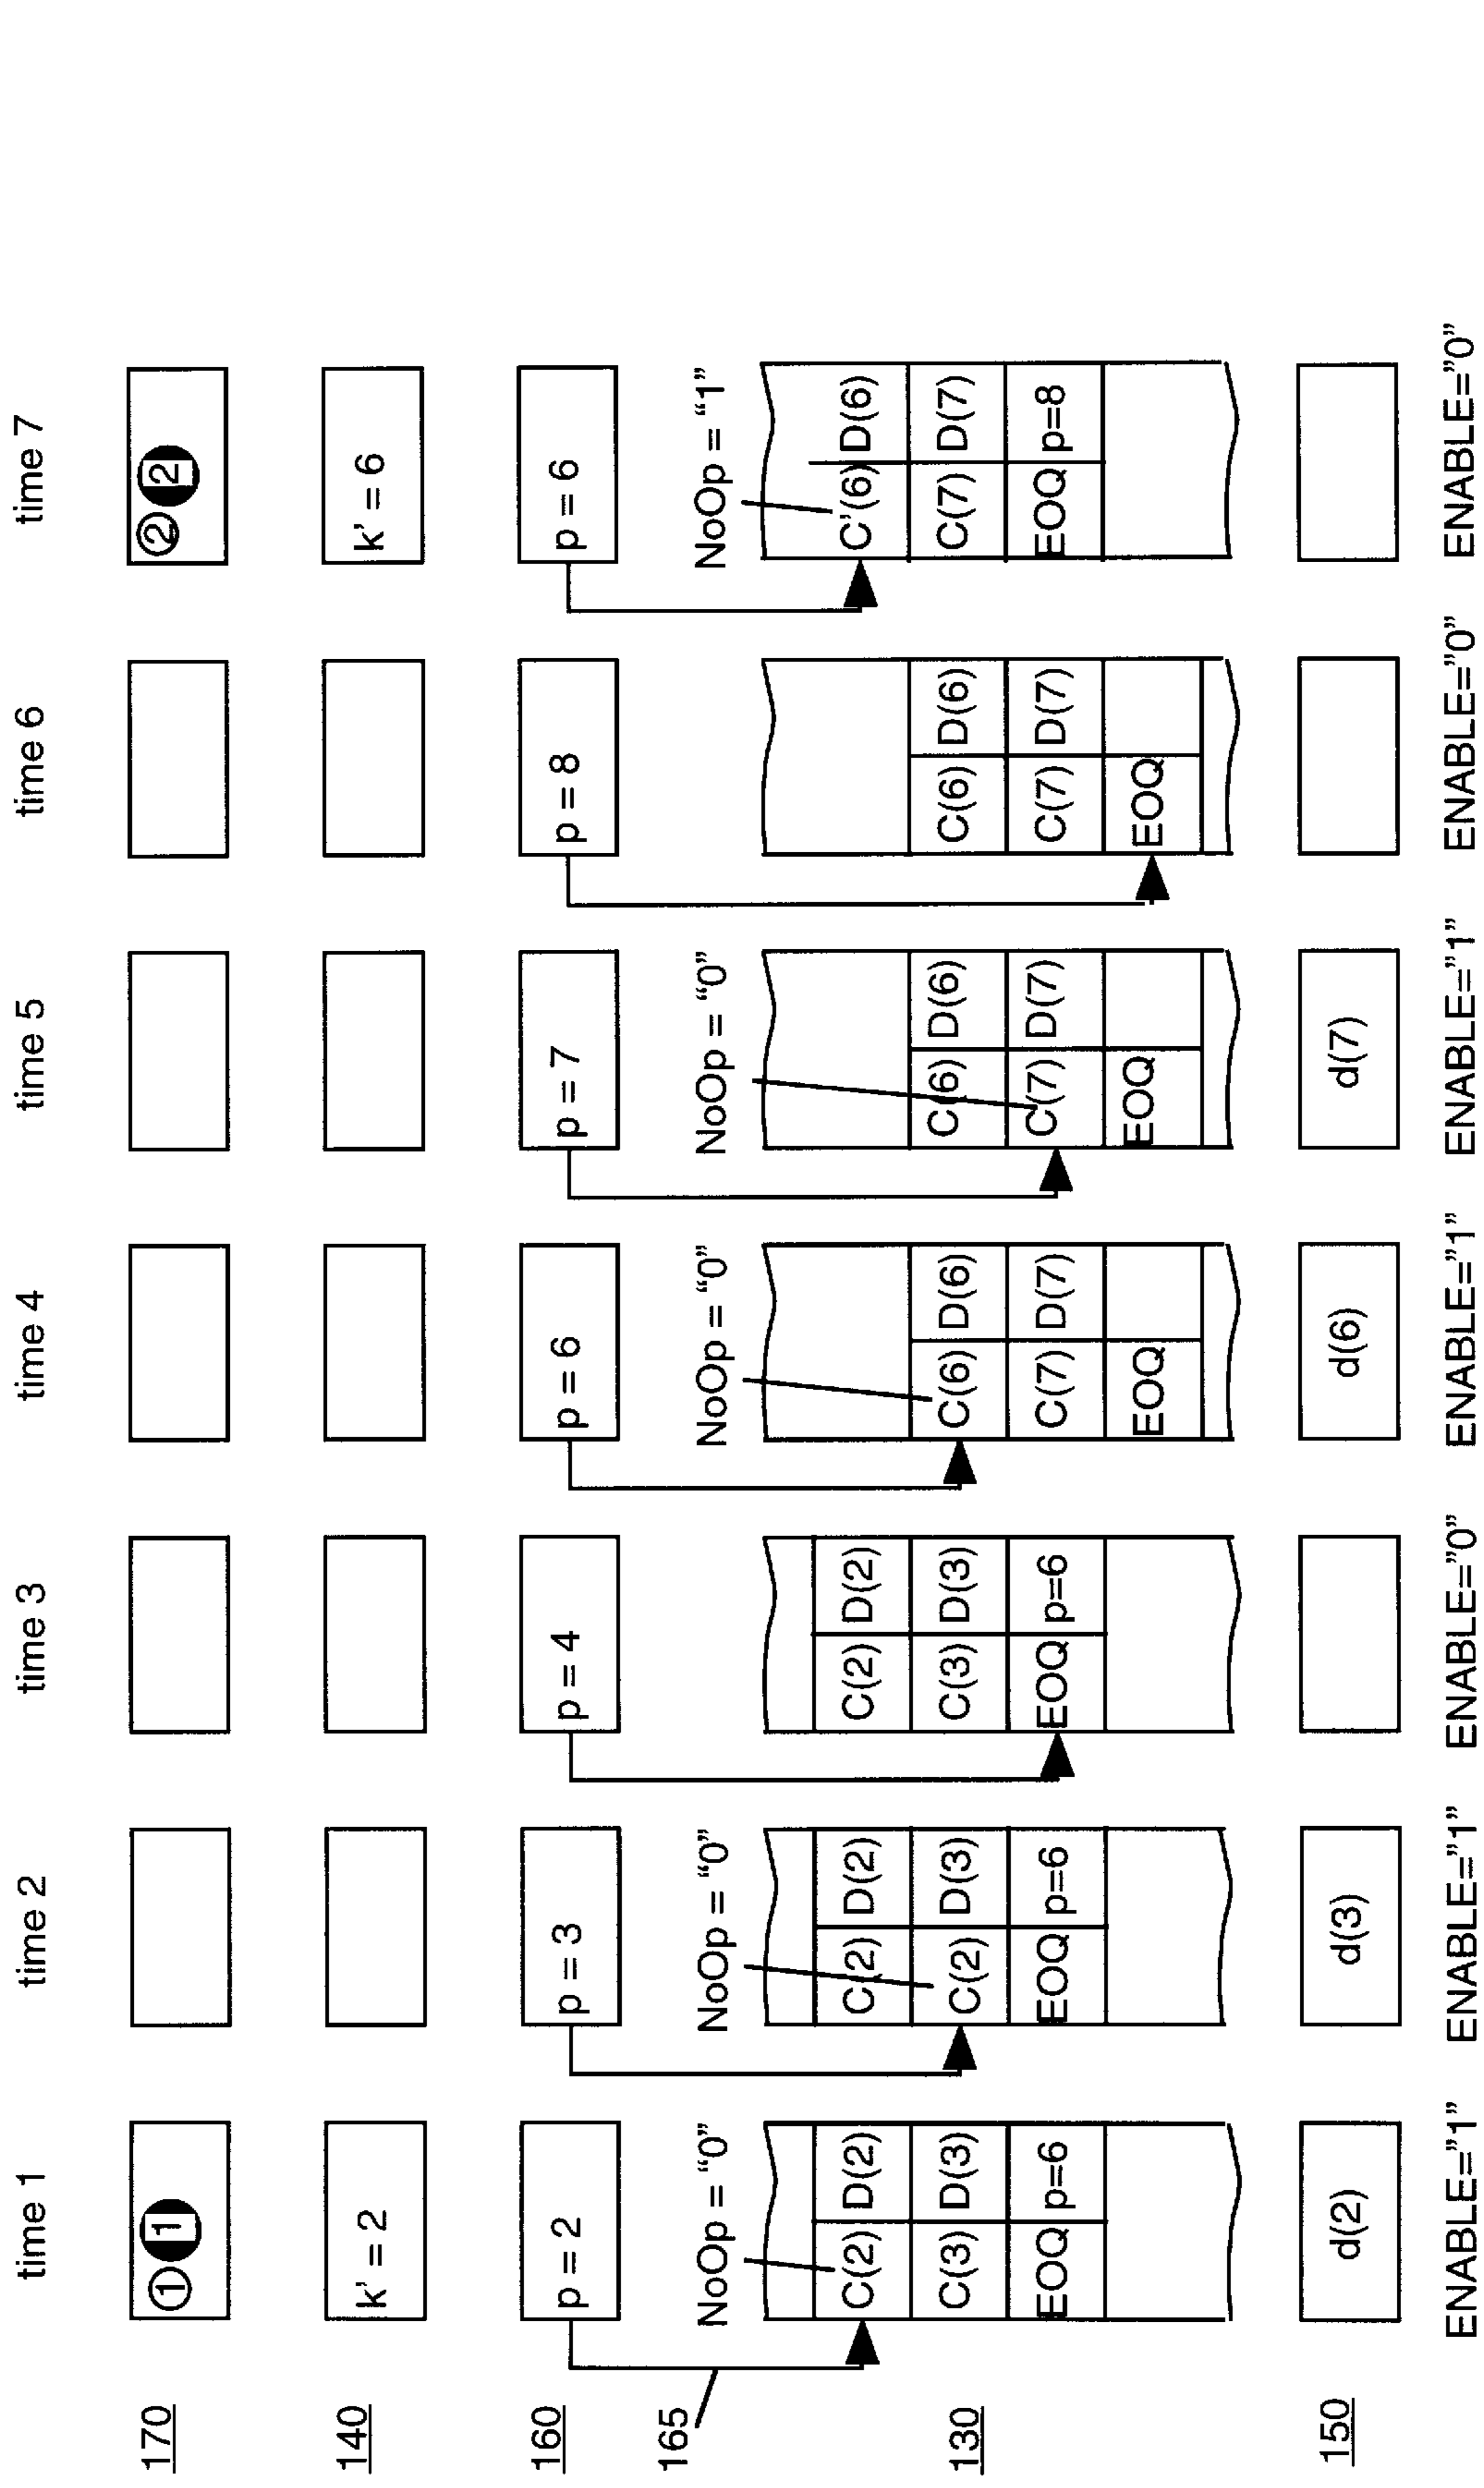 time 1 time 2 time 3 time 4 time 5 time 6 time 7
170 ① 1 ② 2
140 k' = 2 k' = 6
160 p = 2 p = 3 p = 4 p = 6 p = 7 p = 8 p = 6
165 NoOp = “0” NoOp = “0” NoOp = “0” NoOp = “0” NoOp = “1”
C(2) D(2) C(2) D(2) C(2) D(2) C'(6) D(6)
130 C(3) D(3) C(2) D(3) C(3) D(3) C(6) D(6) C(6) D(6) C(6) D(6) C(7) D(7)
EOQ p=6 EOQ p=6 EOQ p=6 C(7) D(7) C(7) D(7) C(7) D(7) EOQ p=8
EOQ EOQ EOQ
150 d(2) d(3) d(6) d(7)
ENABLE=”1” ENABLE=”1” ENABLE=”0” ENABLE=”1” ENABLE=”1” ENABLE=”0” ENABLE=”0”